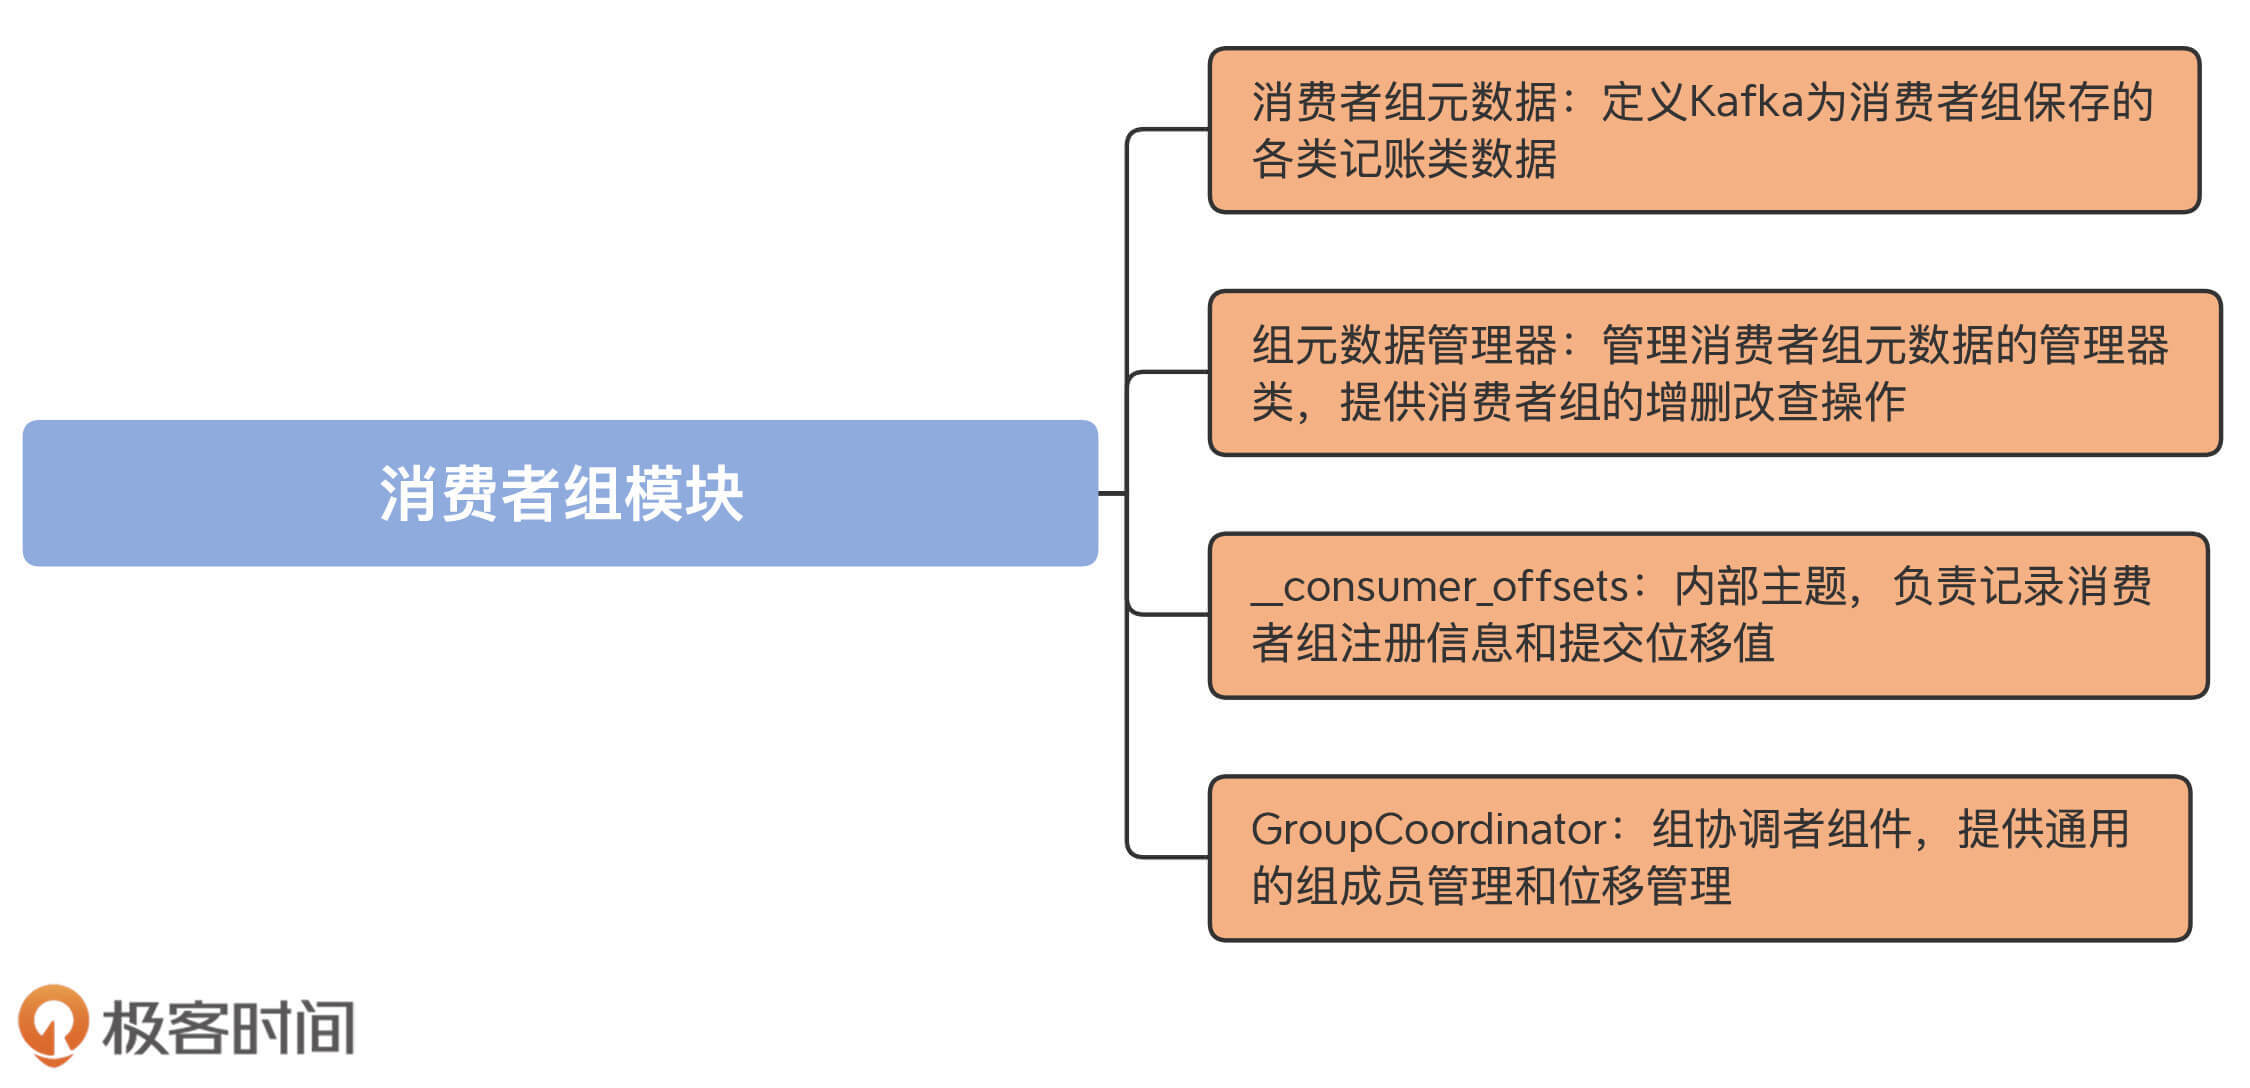 消费者组元数据：定义Kafka为消费者组保存的
各类记账类数据
组元数据管理器：管理消费者组元数据的管理器
类，提供消费者组的增删改查操作
消费者组模块
__consumer_offsets：内部主题，负责记录消费
者组注册信息和提交位移值
GroupCoordinator：组协调者组件，提供通用
的组成员管理和位移管理
极客时间